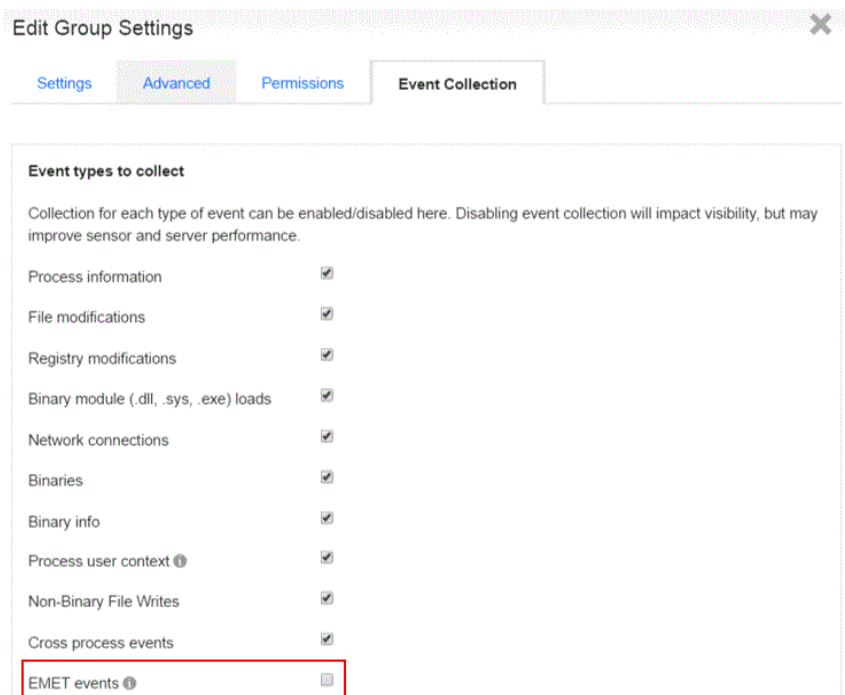 Edit Group Settings
Settings Advanced Permissions Event Collection
Event types to collect
Collection for each type of event can be enabled/disabled here. Disabling event collection will impact visibility, but may
improve sensor and server performance.
Process information
File modifications
Registry modifications
Binary module (.dll, .sys, .exe) loads
Network connections
Binaries
Binary info
Process user context
Non-Binary File Writes
Cross process events
EMET events